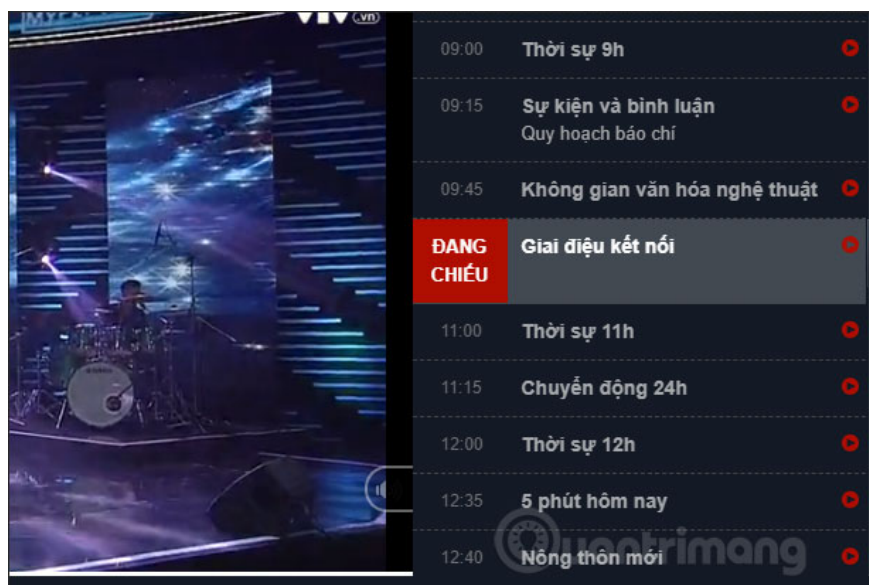 VTV (.vn)
09:00 Thời sự 9h
09:15 Sự kiện và bình luận
Quy hoạch báo chí
09:45 Không gian văn hóa nghệ thuật
ĐANG CHIẾU Giai điệu kết nối
11:00 Thời sự 11h
11:15 Chuyển động 24h
12:00 Thời sự 12h
12:35 5 phút hôm nay
12:40 Nông thôn mới
Quantrimang